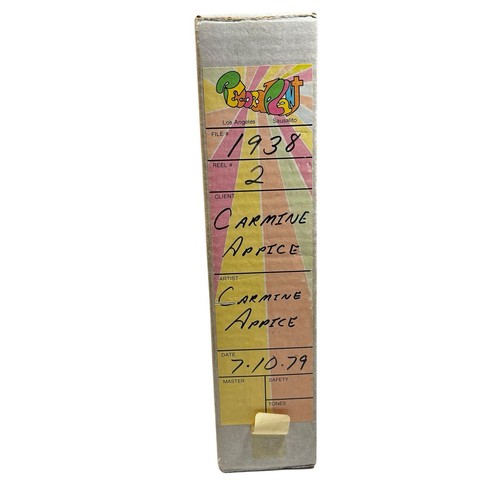 Record Plant
Los Angeles Sausalito
FILE #
1938
REEL #
2
CLIENT
CARMINE
APPICE
ARTIST
CARMINE
APPICE
DATE
7·10·79
MASTER SAFETY
TONES